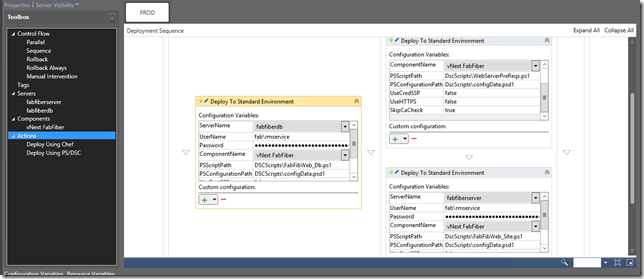 Properties | Server Visibility
Toolbox
Control Flow
Parallel
Sequence
Rollback
Rollback Always
Manual Intervention
Tags
Servers
fabfiberserver
fabfiberdb
Components
vNext FabFiber
Actions
Deploy Using Chef
Deploy Using PS/DSC
PROD
Deployment Sequence
Expand All Collapse All
Deploy To Standard Environment
Configuration Variables:
ServerName fabfiberdb
UserName fab\rmservice
Password ••••••••••••••••••••••
ComponentName vNext FabFiber
PSScriptPath DSCScripts\FabFibWeb_Db.ps1
PSConfigurationPath DSCScripts\configData.psd1
Custom configuration:
Deploy To Standard Environment
Configuration Variables:
ComponentName vNext FabFiber
PSScriptPath DscScripts\WebServerPreReqs.ps1
PSConfigurationPath DscScripts\configData.psd1
UseCredSSP false
UseHTTPS false
SkipCaCheck true
Custom configuration:
Deploy To Standard Environment
Configuration Variables:
ServerName fabfiberserver
UserName fab\rmservice
Password ••••••••••••••••••••••
ComponentName vNext FabFiber
PSScriptPath DscScripts\FabFibWeb_Site.ps1
PSConfigurationPath DscScripts\configData.psd1
Configuration Variables Resource Variables